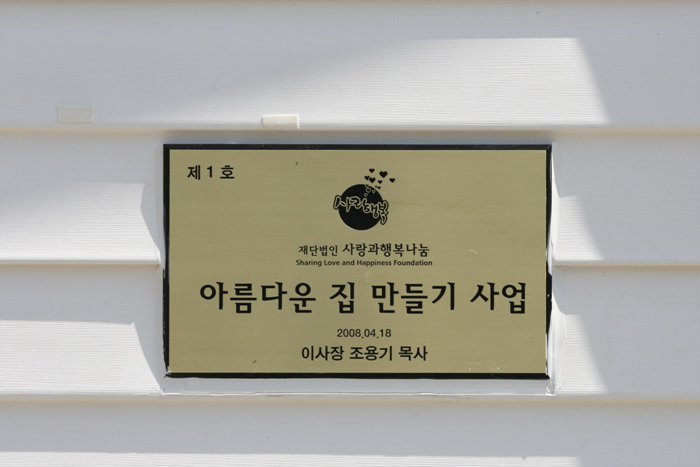 제 1 호
사랑행복
재단법인 사랑과행복나눔
Sharing Love and Happiness Foundation
아름다운 집 만들기 사업
2008.04.18
이사장 조용기 목사